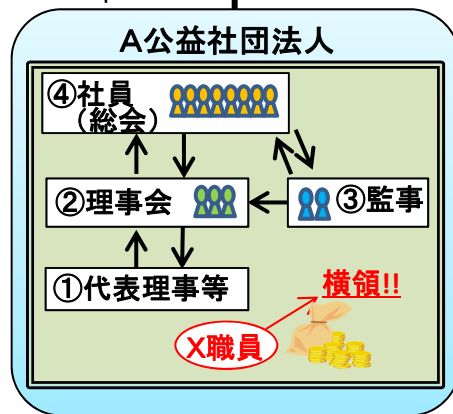 A公益社団法人
④社員
（総会）
②理事会
③監事
①代表理事等
横領!!
X職員